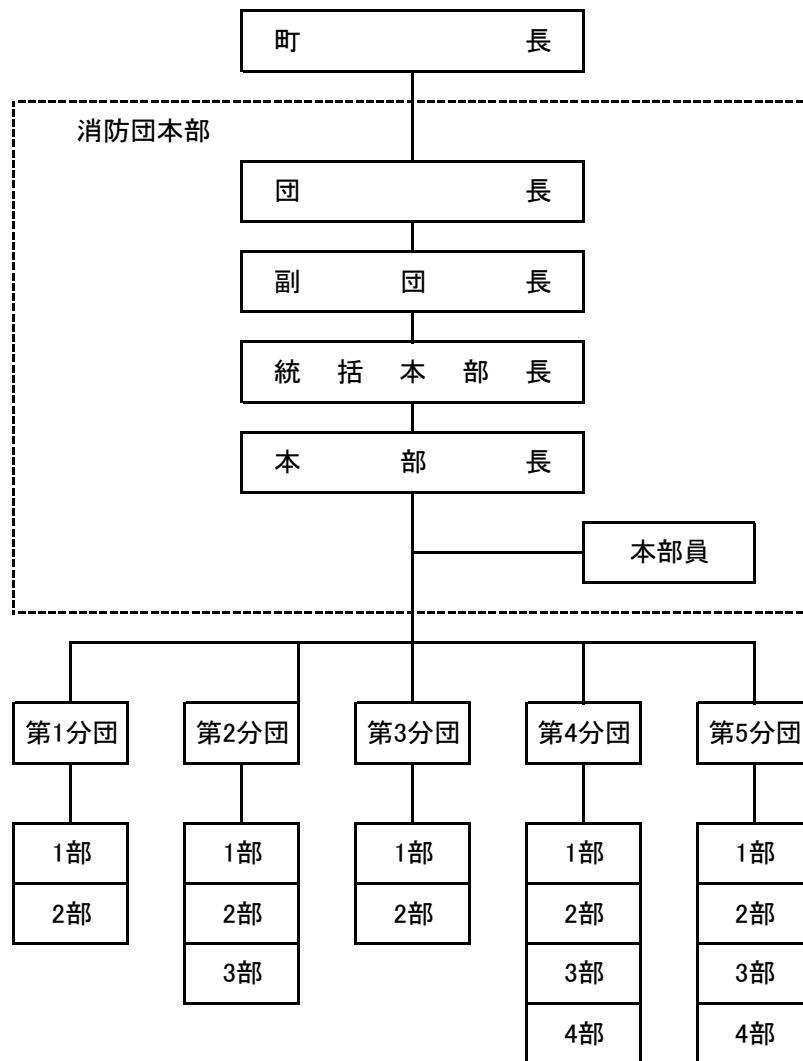 町長
消防団本部
団長
副団長
統括本部長
本部長
本部員
第1分団 第2分団 第3分団 第4分団 第5分団
1部 1部 1部 1部 1部
2部 2部 2部 2部 2部
3部 3部 3部
4部 4部